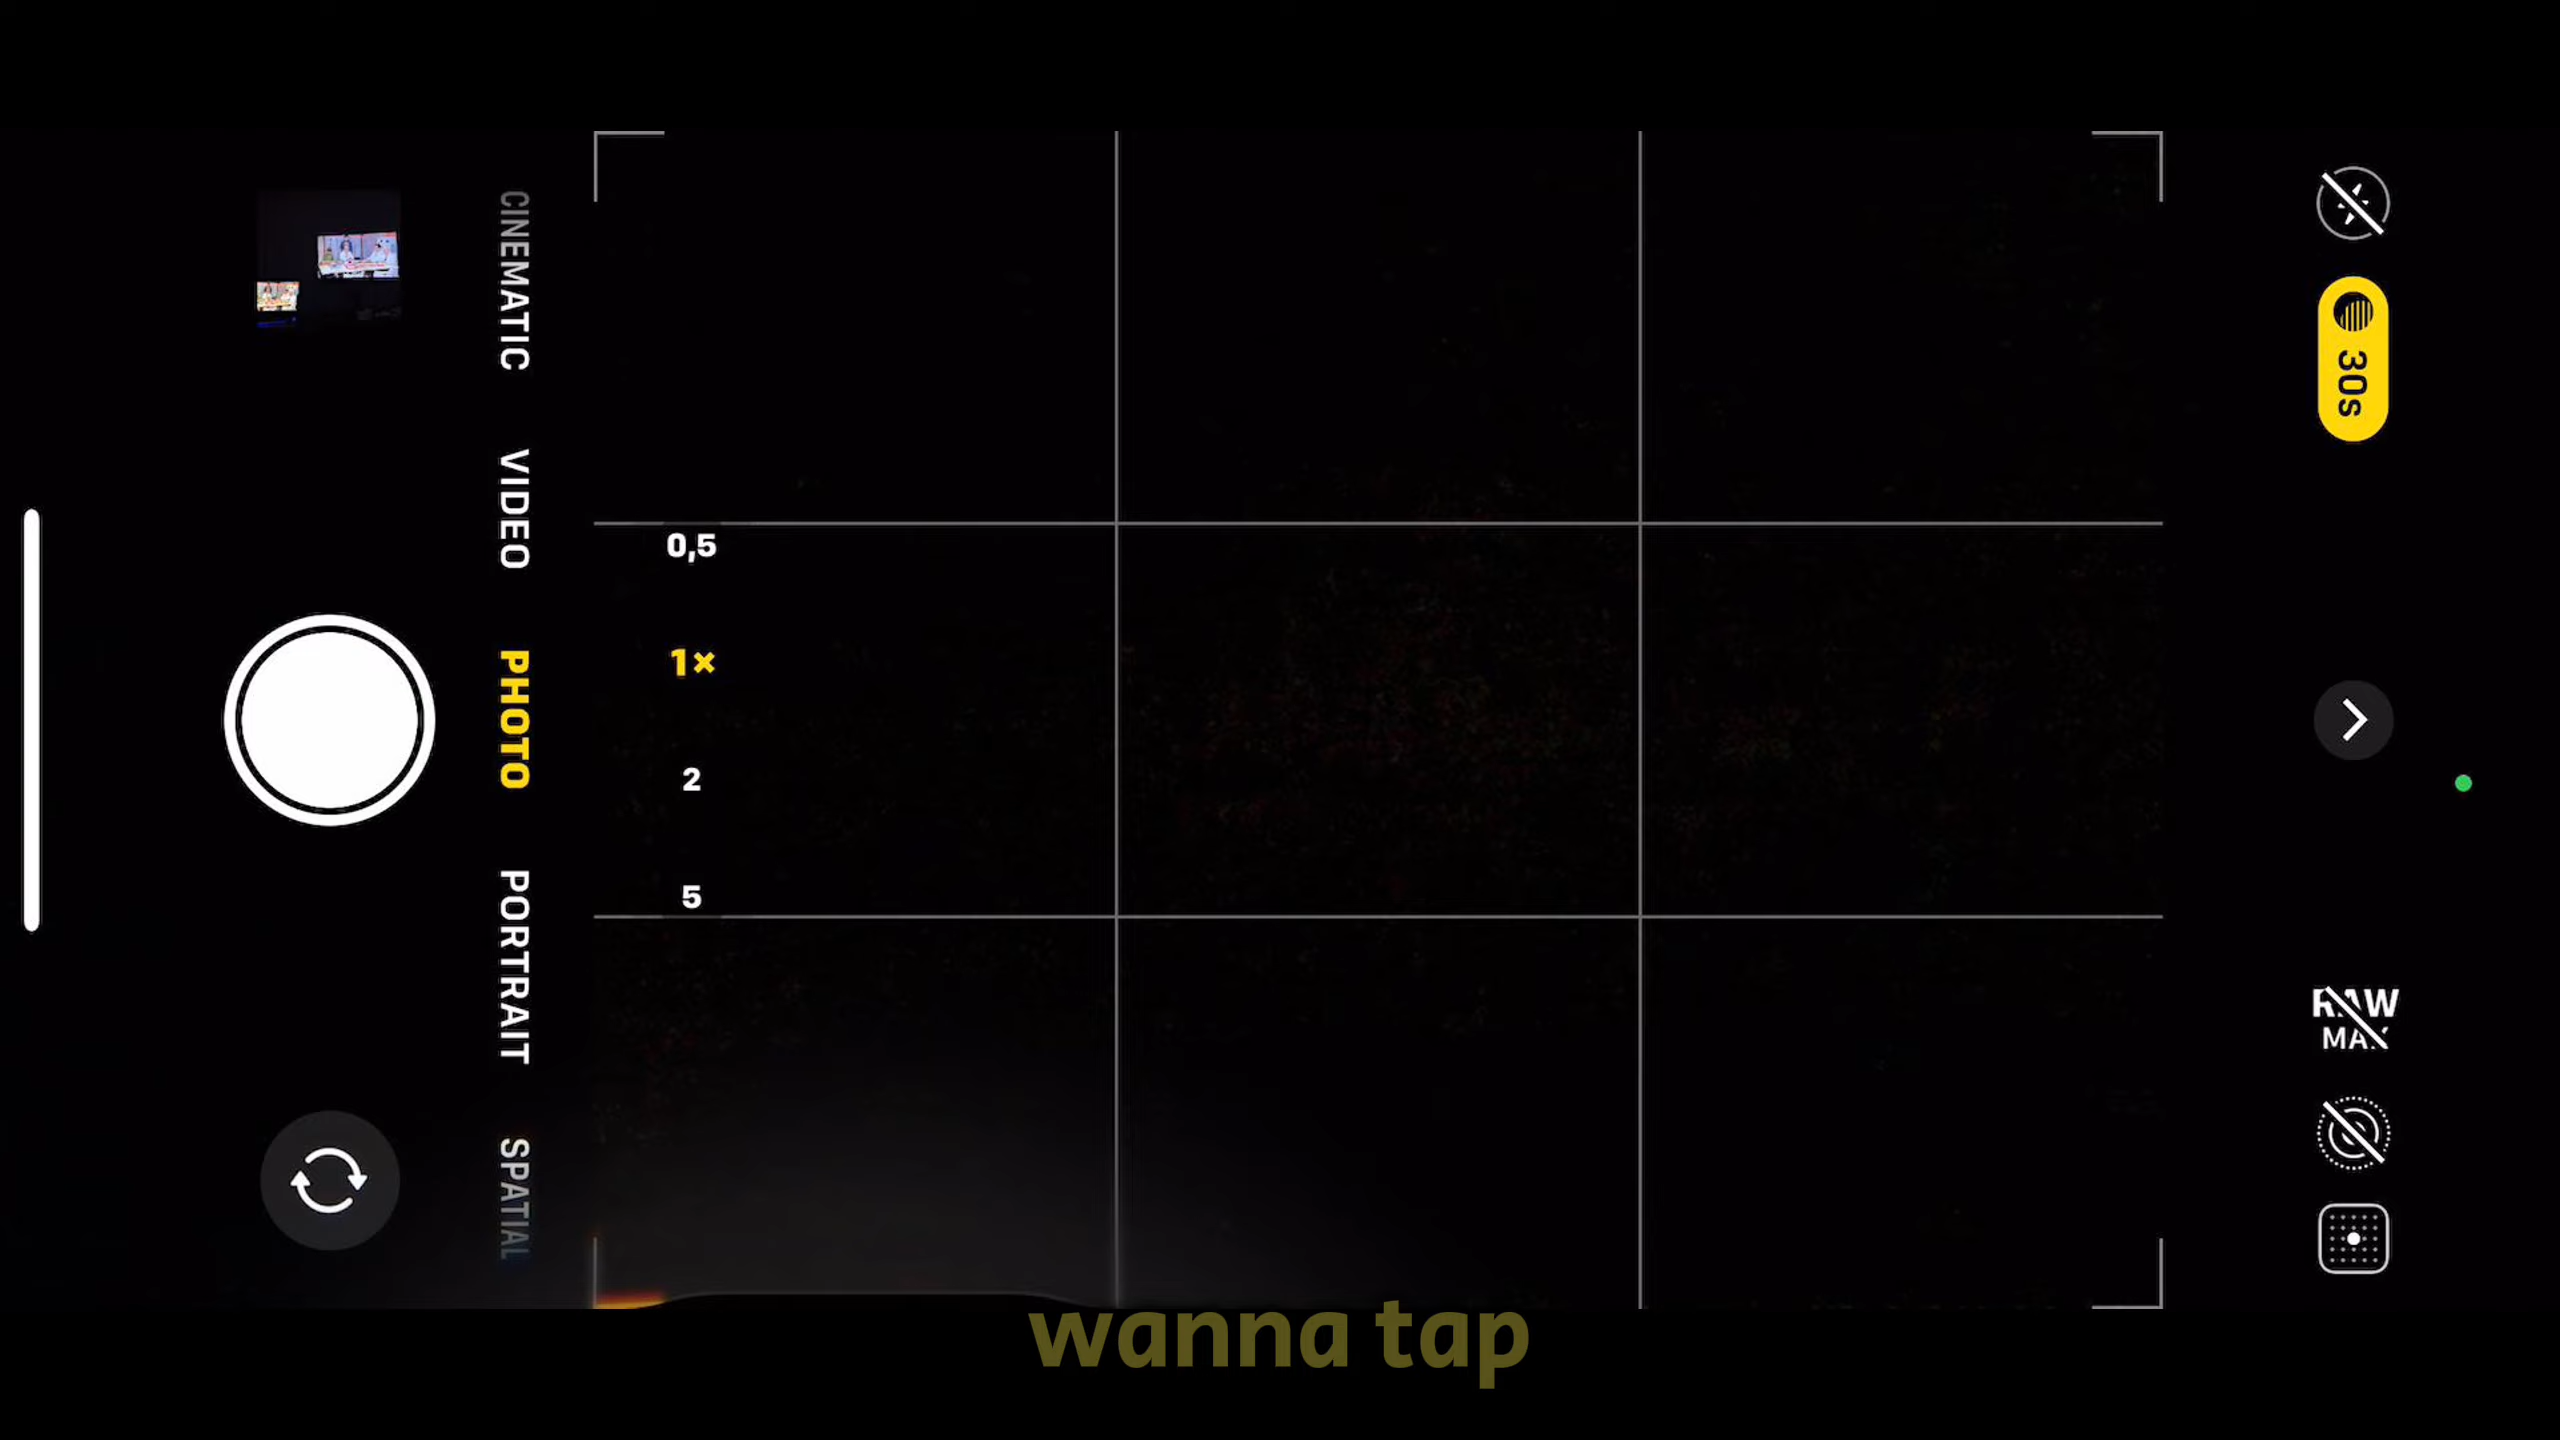 CINEMATIC
VIDEO
PHOTO
PORTRAIT
SPATIAL
0,5
1×
2
5
30s
RAW
MAX
wanna tap